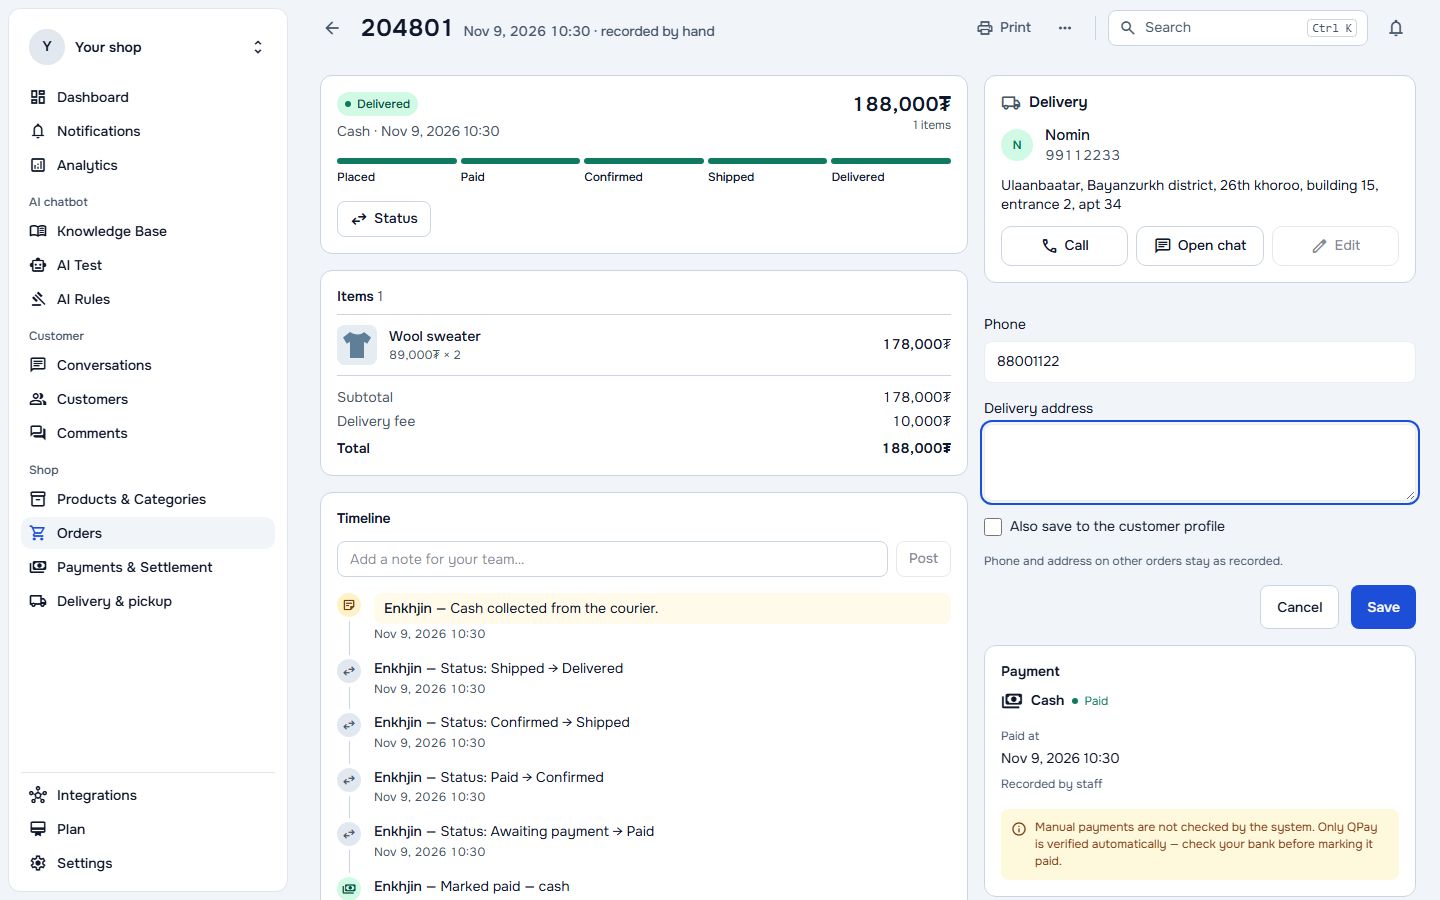 Y
Your shop
Dashboard
Notifications
Analytics
AI chatbot
Knowledge Base
AI Test
AI Rules
Customer
Conversations
Customers
Comments
Shop
Products & Categories
Orders
Payments & Settlement
Delivery & pickup
Integrations
Plan
Settings
204801 Nov 9, 2026 10:30 · recorded by hand
Print
Search
Ctrl K
Delivered
188,000₮
Cash · Nov 9, 2026 10:30
1 items
Placed
Paid
Confirmed
Shipped
Delivered
Status
Items 1
Wool sweater
89,000₮ × 2
178,000₮
Subtotal 178,000₮
Delivery fee 10,000₮
Total 188,000₮
Timeline
Add a note for your team...
Post
Enkhjin — Cash collected from the courier.
Nov 9, 2026 10:30
Enkhjin — Status: Shipped → Delivered
Nov 9, 2026 10:30
Enkhjin — Status: Confirmed → Shipped
Nov 9, 2026 10:30
Enkhjin — Status: Paid → Confirmed
Nov 9, 2026 10:30
Enkhjin — Status: Awaiting payment → Paid
Nov 9, 2026 10:30
Enkhjin — Marked paid — cash
Delivery
N
Nomin
99112233
Ulaanbaatar, Bayanzurkh district, 26th khoroo, building 15,
entrance 2, apt 34
Call
Open chat
Edit
Phone
88001122
Delivery address
Also save to the customer profile
Phone and address on other orders stay as recorded.
Cancel
Save
Payment
Cash
Paid
Paid at
Nov 9, 2026 10:30
Recorded by staff
Manual payments are not checked by the system. Only QPay
is verified automatically — check your bank before marking it
paid.